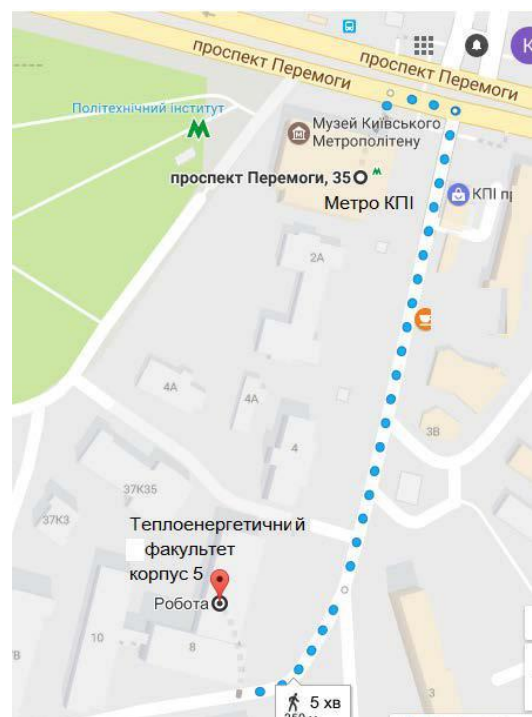 проспект Перемоги
проспект Перемоги
К
Політехнічний інститут
Музей Київського
Метрополітену
проспект Перемоги, 35
Метро КПІ
КПІ
2А
4А
4А
4
3В
37К35
37К3
Теплоенергетичний
факультет
корпус 5
Робота
10
8
3
5 хв